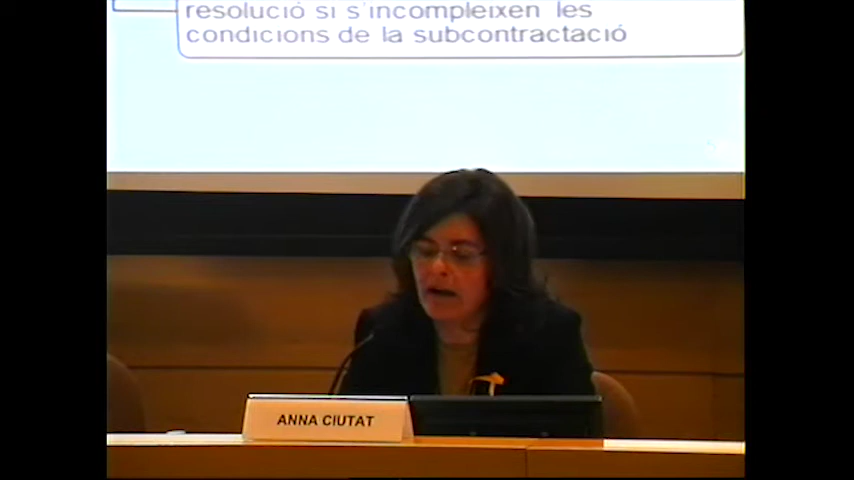 resolució si s'incompleixen les
condicions de la subcontractació
ANNA CIUTAT